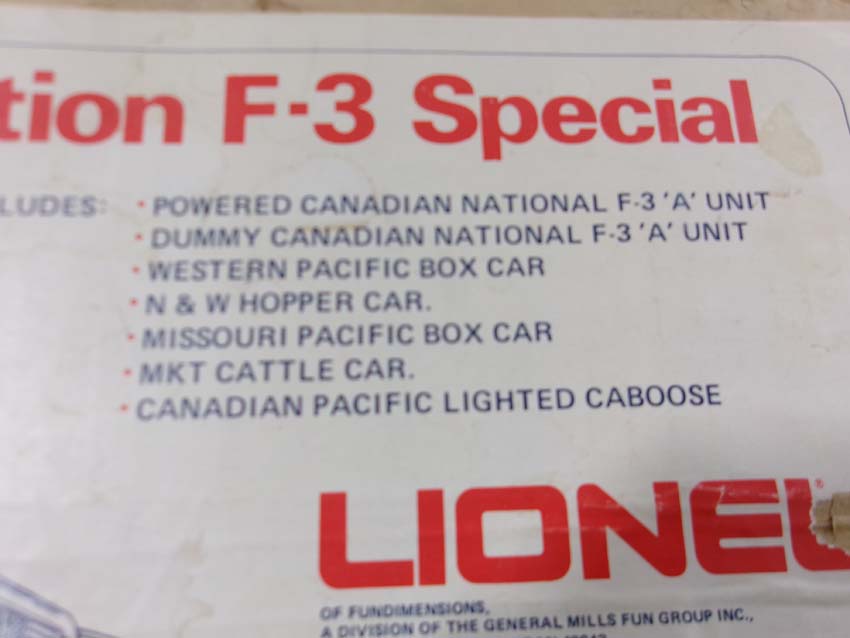 tion F-3 Special
LUDES: · POWERED CANADIAN NATIONAL F-3 'A' UNIT
· DUMMY CANADIAN NATIONAL F-3 'A' UNIT
· WESTERN PACIFIC BOX CAR
· N & W HOPPER CAR.
· MISSOURI PACIFIC BOX CAR
· MKT CATTLE CAR.
· CANADIAN PACIFIC LIGHTED CABOOSE
LIONEL®
OF FUNDIMENSIONS,
A DIVISION OF THE GENERAL MILLS FUN GROUP INC.,